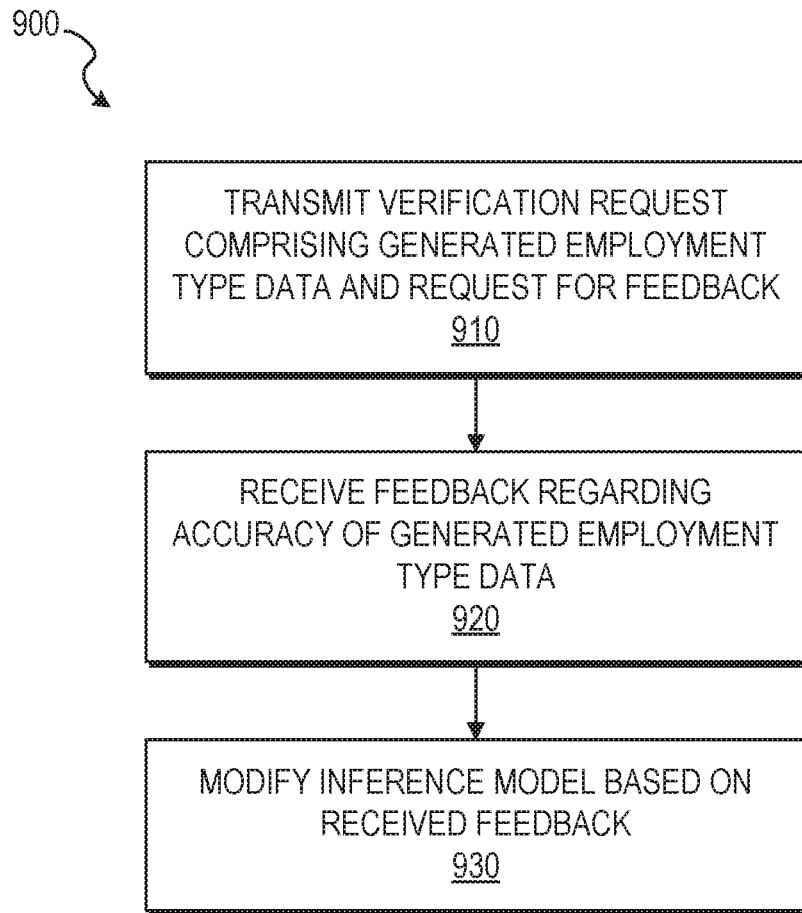 900
TRANSMIT VERIFICATION REQUEST
COMPRISING GENERATED EMPLOYMENT
TYPE DATA AND REQUEST FOR FEEDBACK
910
RECEIVE FEEDBACK REGARDING
ACCURACY OF GENERATED EMPLOYMENT
TYPE DATA
920
MODIFY INFERENCE MODEL BASED ON
RECEIVED FEEDBACK
930